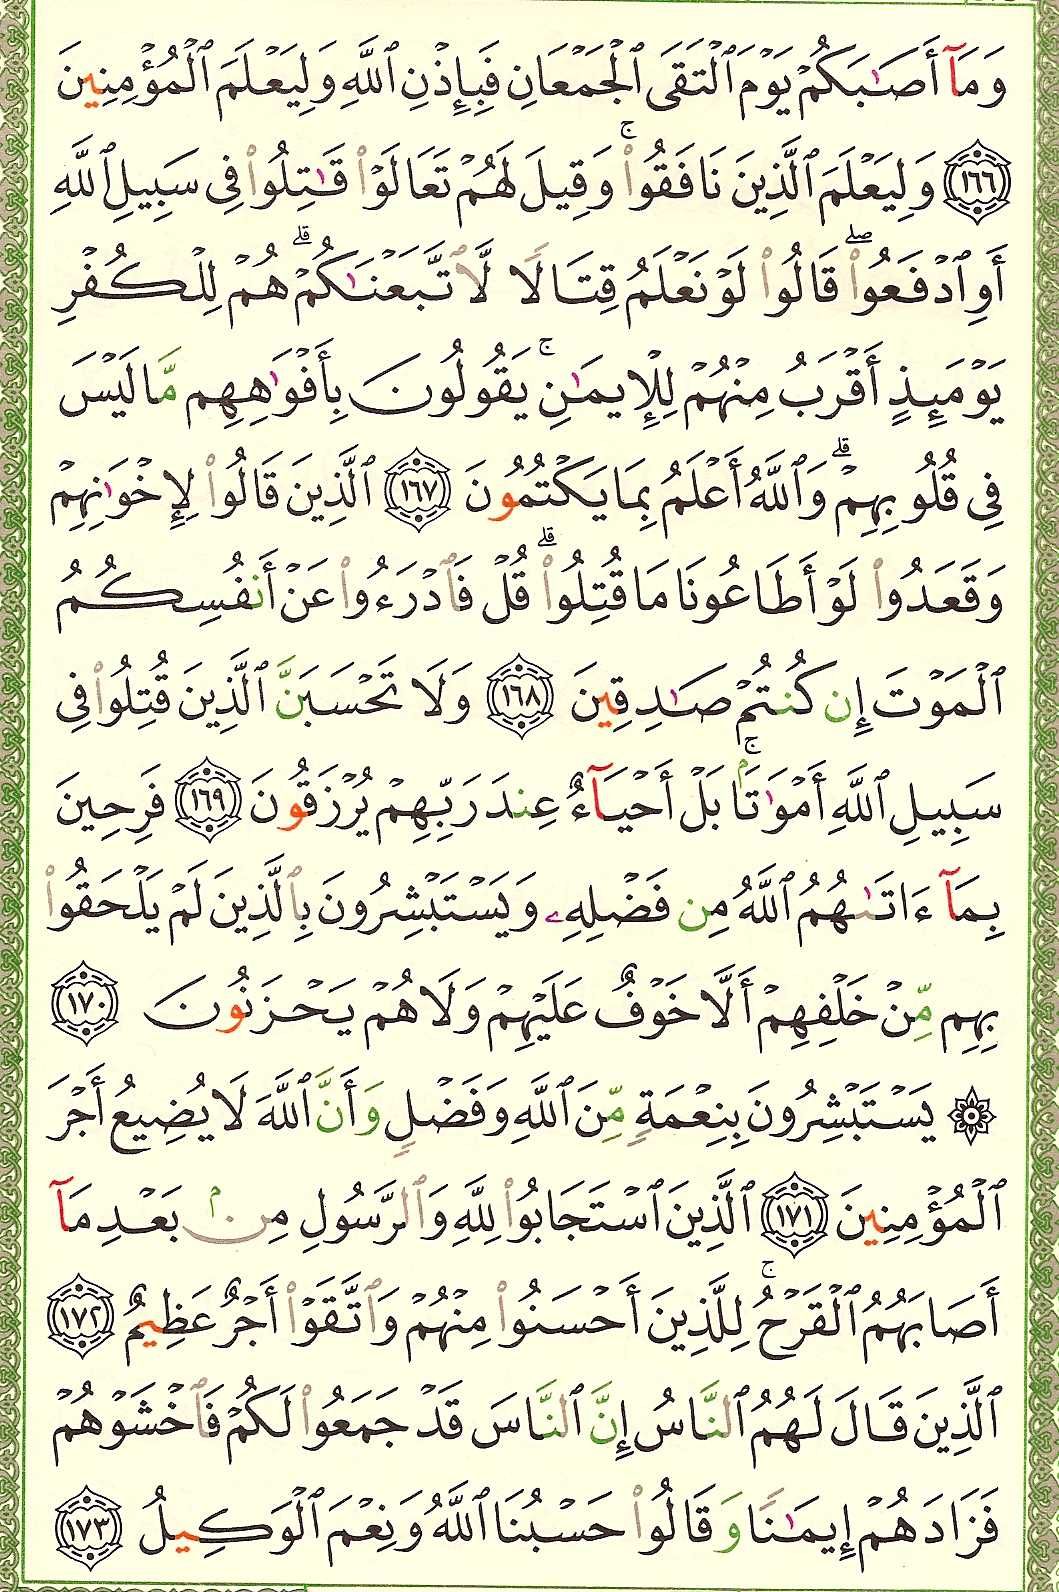 وَمَآ أَصَٰبَكُمْ يَوْمَ ٱلْتَقَى ٱلْجَمْعَانِ فَبِإِذْنِ ٱللَّهِ وَلِيَعْلَمَ ٱلْمُؤْمِنِينَ
١٦٦ وَلِيَعْلَمَ ٱلَّذِينَ نَافَقُوا۟ ۚ وَقِيلَ لَهُمْ تَعَالَوْا۟ قَٰتِلُوا۟ فِى سَبِيلِ ٱللَّهِ
أَوِ ٱدْفَعُوا۟ ۖ قَالُوا۟ لَوْ نَعْلَمُ قِتَالًا لَّٱتَّبَعْنَٰكُمْ ۗ هُمْ لِلْكُفْرِ
يَوْمَئِذٍ أَقْرَبُ مِنْهُمْ لِلْإِيمَٰنِ ۚ يَقُولُونَ بِأَفْوَٰهِهِم مَّا لَيْسَ
فِى قُلُوبِهِمْ ۗ وَٱللَّهُ أَعْلَمُ بِمَا يَكْتُمُونَ ١٦٧ ٱلَّذِينَ قَالُوا۟ لِإِخْوَٰنِهِمْ
وَقَعَدُوا۟ لَوْ أَطَاعُونَا مَا قُتِلُوا۟ ۗ قُلْ فَٱدْرَءُوا۟ عَنْ أَنفُسِكُمُ
ٱلْمَوْتَ إِن كُنتُمْ صَٰدِقِينَ ١٦٨ وَلَا تَحْسَبَنَّ ٱلَّذِينَ قُتِلُوا۟ فِى
سَبِيلِ ٱللَّهِ أَمْوَٰتًۢا ۚ بَلْ أَحْيَآءٌ عِندَ رَبِّهِمْ يُرْزَقُونَ ١٦٩ فَرِحِينَ
بِمَآ ءَاتَىٰهُمُ ٱللَّهُ مِن فَضْلِهِۦ وَيَسْتَبْشِرُونَ بِٱلَّذِينَ لَمْ يَلْحَقُوا۟
بِهِم مِّنْ خَلْفِهِمْ أَلَّا خَوْفٌ عَلَيْهِمْ وَلَا هُمْ يَحْزَنُونَ ١٧٠
۞ يَسْتَبْشِرُونَ بِنِعْمَةٍ مِّنَ ٱللَّهِ وَفَضْلٍ وَأَنَّ ٱللَّهَ لَا يُضِيعُ أَجْرَ
ٱلْمُؤْمِنِينَ ١٧١ ٱلَّذِينَ ٱسْتَجَابُوا۟ لِلَّهِ وَٱلرَّسُولِ مِنۢ بَعْدِ مَآ
أَصَابَهُمُ ٱلْقَرْحُ ۚ لِلَّذِينَ أَحْسَنُوا۟ مِنْهُمْ وَٱتَّقَوْا۟ أَجْرٌ عَظِيمٌ ١٧٢
ٱلَّذِينَ قَالَ لَهُمُ ٱلنَّاسُ إِنَّ ٱلنَّاسَ قَدْ جَمَعُوا۟ لَكُمْ فَٱخْشَوْهُمْ
فَزَادَهُمْ إِيمَٰنًا وَقَالُوا۟ حَسْبُنَا ٱللَّهُ وَنِعْمَ ٱلْوَكِيلُ ١٧٣